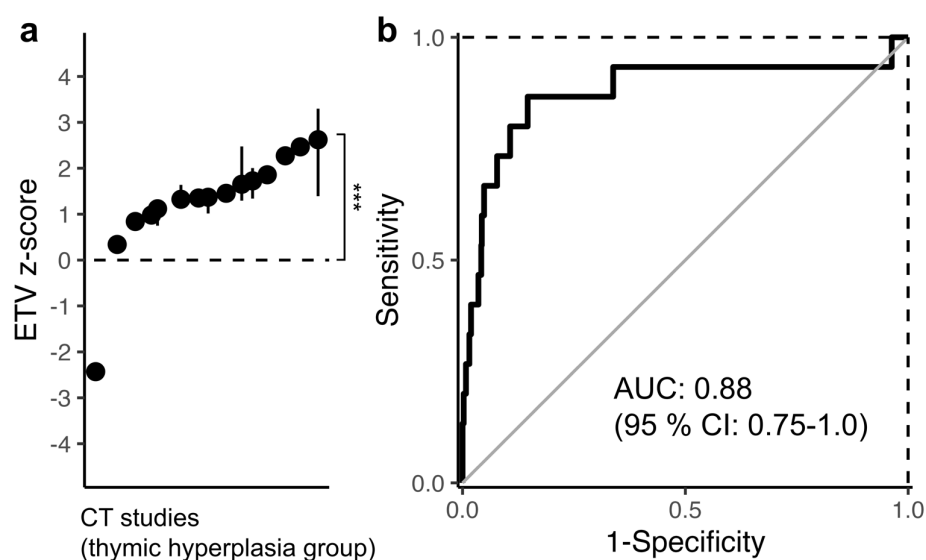 a
ETV z-score
4
3
2
1
0
-1
-2
-3
-4
***
CT studies
(thymic hyperplasia group)
b
Sensitivity
1.0
0.5
0.0
AUC: 0.88
(95 % CI: 0.75-1.0)
0.0 0.5 1.0
1-Specificity